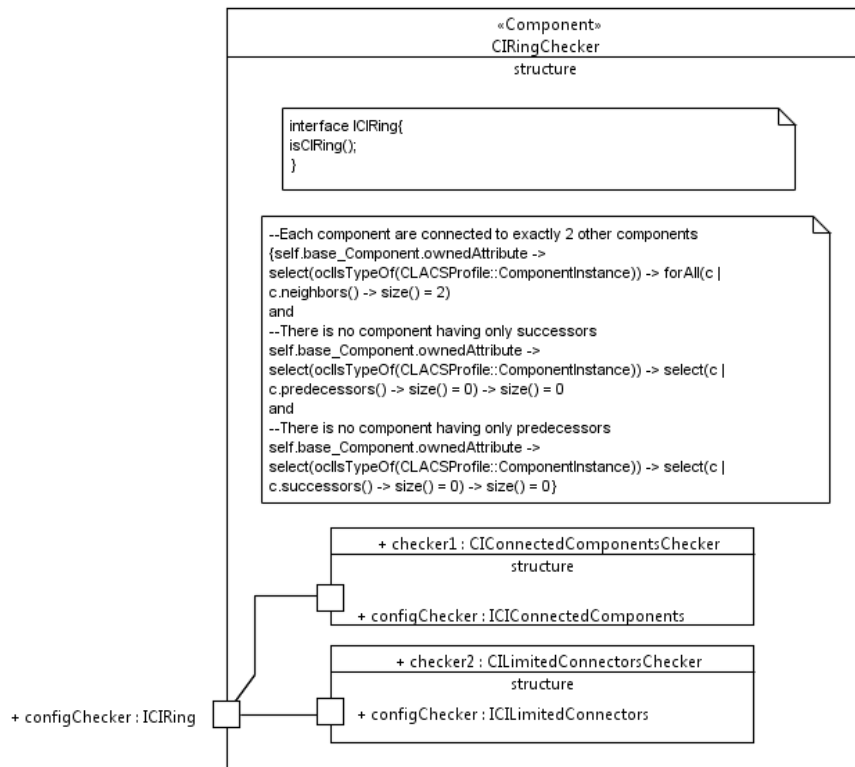 «Component»
CIRingChecker
structure
interface ICIRing{
isCIRing();
}
--Each component are connected to exactly 2 other components
{self.base_Component.ownedAttribute ->
select(oclIsTypeOf(CLACSProfile::ComponentInstance)) -> forAll(c |
c.neighbors() -> size() = 2)
and
--There is no component having only successors
self.base_Component.ownedAttribute ->
select(oclIsTypeOf(CLACSProfile::ComponentInstance)) -> select(c |
c.predecessors() -> size() = 0) -> size() = 0
and
--There is no component having only predecessors
self.base_Component.ownedAttribute ->
select(oclIsTypeOf(CLACSProfile::ComponentInstance)) -> select(c |
c.successors() -> size() = 0) -> size() = 0}
+ checker1 : CIConnectedComponentsChecker
structure
+ configChecker : ICIConnectedComponents
+ checker2 : CILimitedConnectorsChecker
structure
+ configChecker : ICILimitedConnectors
+ configChecker : ICIRing